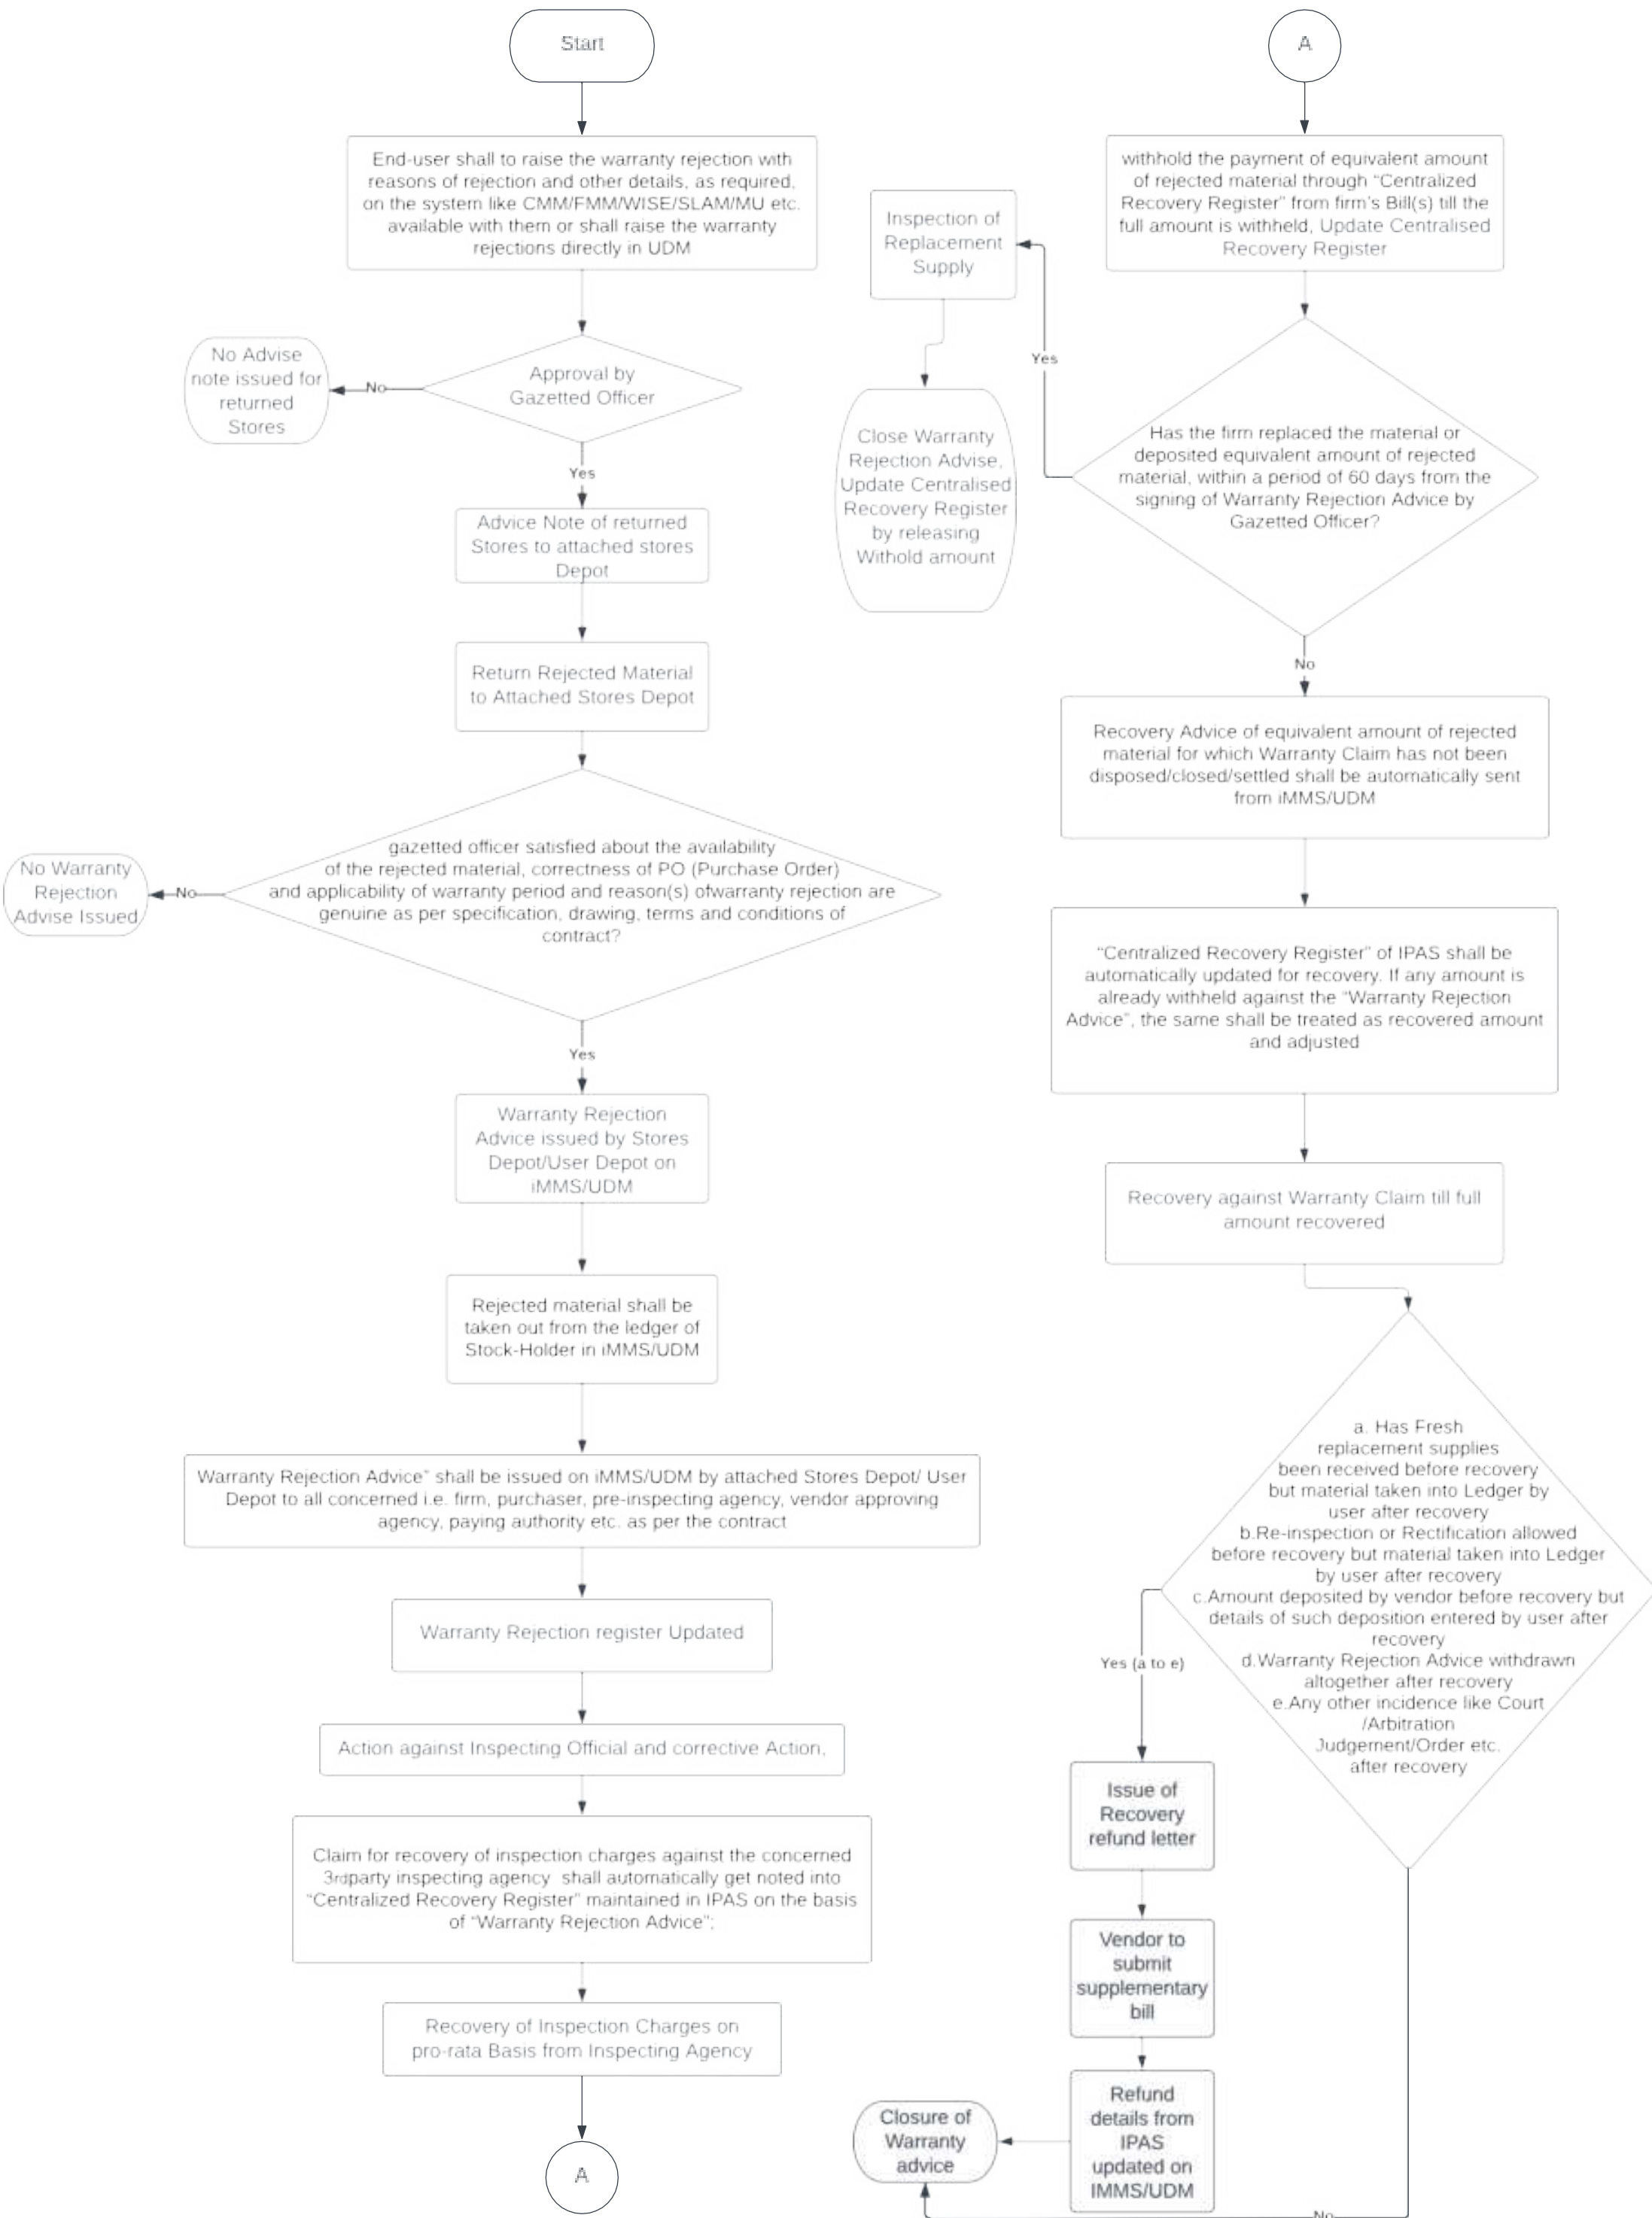 Start
End-user shall to raise the warranty rejection with
reasons of rejection and other details, as required,
on the system like CMM/FMM/WISE/SLAM/MU etc.
available with them or shall raise the warranty
rejections directly in UDM
Approval by
Gazetted Officer
No
No Advise
note issued for
returned
Stores
Yes
Advice Note of returned
Stores to attached stores
Depot
Return Rejected Material
to Attached Stores Depot
gazetted officer satisfied about the availability
of the rejected material, correctness of PO (Purchase Order)
and applicability of warranty period and reason(s) ofwarranty rejection are
genuine as per specification, drawing, terms and conditions of
contract?
No
No Warranty
Rejection
Advise Issued
Yes
Warranty Rejection
Advice issued by Stores
Depot/User Depot on
iMMS/UDM
Rejected material shall be
taken out from the ledger of
Stock-Holder in iMMS/UDM
Warranty Rejection Advice” shall be issued on iMMS/UDM by attached Stores Depot/ User
Depot to all concerned i.e. firm, purchaser, pre-inspecting agency, vendor approving
agency, paying authority etc. as per the contract
Warranty Rejection register Updated
Action against Inspecting Official and corrective Action,
Claim for recovery of inspection charges against the concerned
3rdparty inspecting agency shall automatically get noted into
“Centralized Recovery Register” maintained in IPAS on the basis
of “Warranty Rejection Advice”;
Recovery of Inspection Charges on
pro-rata Basis from Inspecting Agency
A
A
withhold the payment of equivalent amount
of rejected material through “Centralized
Recovery Register” from firm's Bill(s) till the
full amount is withheld, Update Centralised
Recovery Register
Has the firm replaced the material or
deposited equivalent amount of rejected
material, within a period of 60 days from the
signing of Warranty Rejection Advice by
Gazetted Officer?
Yes
Inspection of
Replacement
Supply
Close Warranty
Rejection Advise,
Update Centralised
Recovery Register
by releasing
Withold amount
No
Recovery Advice of equivalent amount of rejected
material for which Warranty Claim has not been
disposed/closed/settled shall be automatically sent
from iMMS/UDM
“Centralized Recovery Register” of IPAS shall be
automatically updated for recovery. If any amount is
already withheld against the “Warranty Rejection
Advice”, the same shall be treated as recovered amount
and adjusted
Recovery against Warranty Claim till full
amount recovered
a. Has Fresh
replacement supplies
been received before recovery
but material taken into Ledger by
user after recovery
b.Re-inspection or Rectification allowed
before recovery but material taken into Ledger
by user after recovery
c.Amount deposited by vendor before recovery but
details of such deposition entered by user after
recovery
d.Warranty Rejection Advice withdrawn
altogether after recovery
e.Any other incidence like Court
/Arbitration
Judgement/Order etc.
after recovery
Yes (a to e)
Issue of
Recovery
refund letter
Vendor to
submit
supplementary
bill
Refund
details from
IPAS
updated on
IMMS/UDM
Closure of
Warranty
advice
No